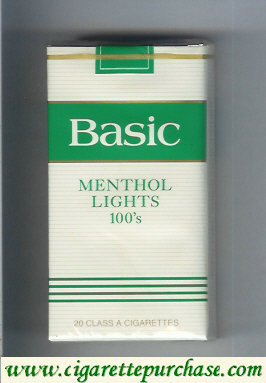 Basic
MENTHOL
LIGHTS
100's
20 CLASS A CIGARETTES
www.cigarettepurchase.com